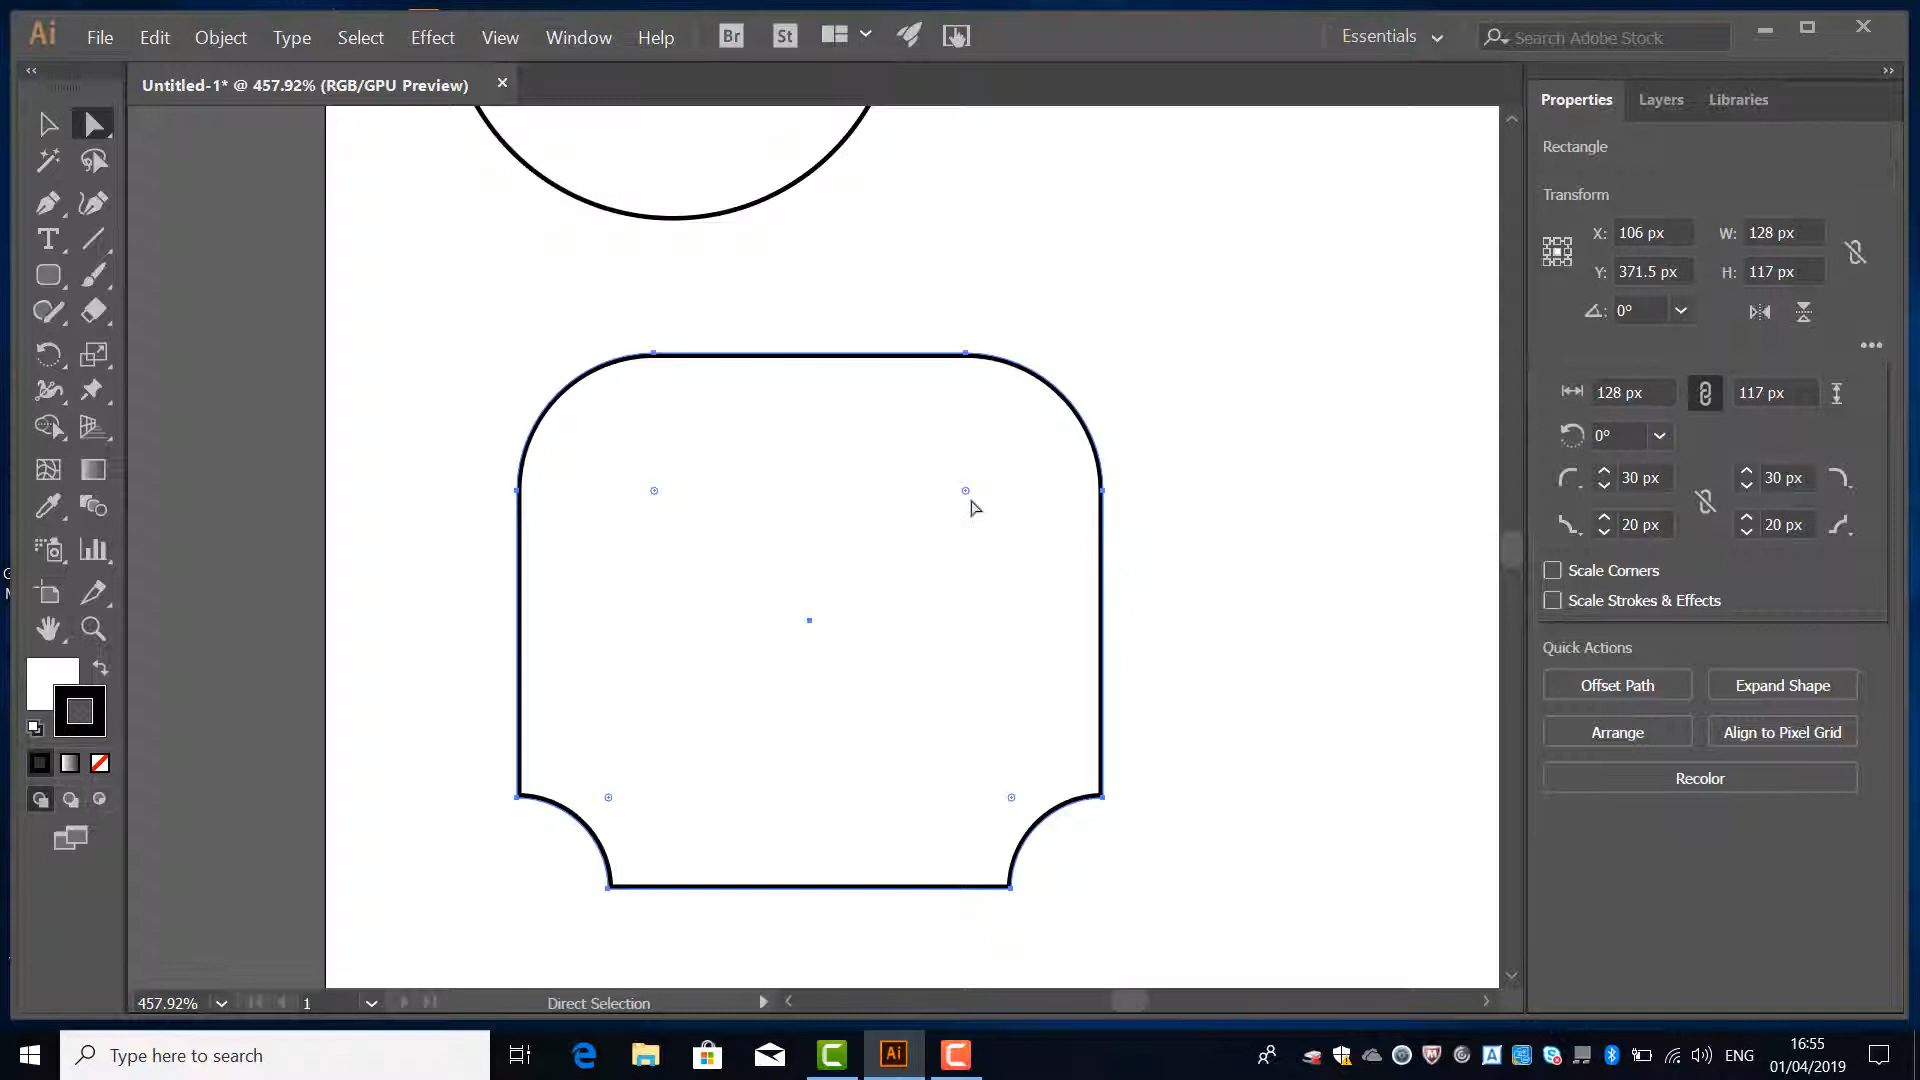 Ai File Edit Object Type Select Effect View Window Help Br St Essentials Search Adobe Stock
Untitled-1* @ 457.92% (RGB/GPU Preview)
Properties Layers Libraries
Rectangle
Transform
X: 106 px W: 128 px
Y: 371.5 px H: 117 px
0°
128 px 117 px
0°
30 px 30 px
20 px 20 px
Scale Corners
Scale Strokes & Effects
Quick Actions
Offset Path Expand Shape
Arrange Align to Pixel Grid
Recolor
457.92% 1 Direct Selection
Type here to search
Ai
ENG
16:55
01/04/2019